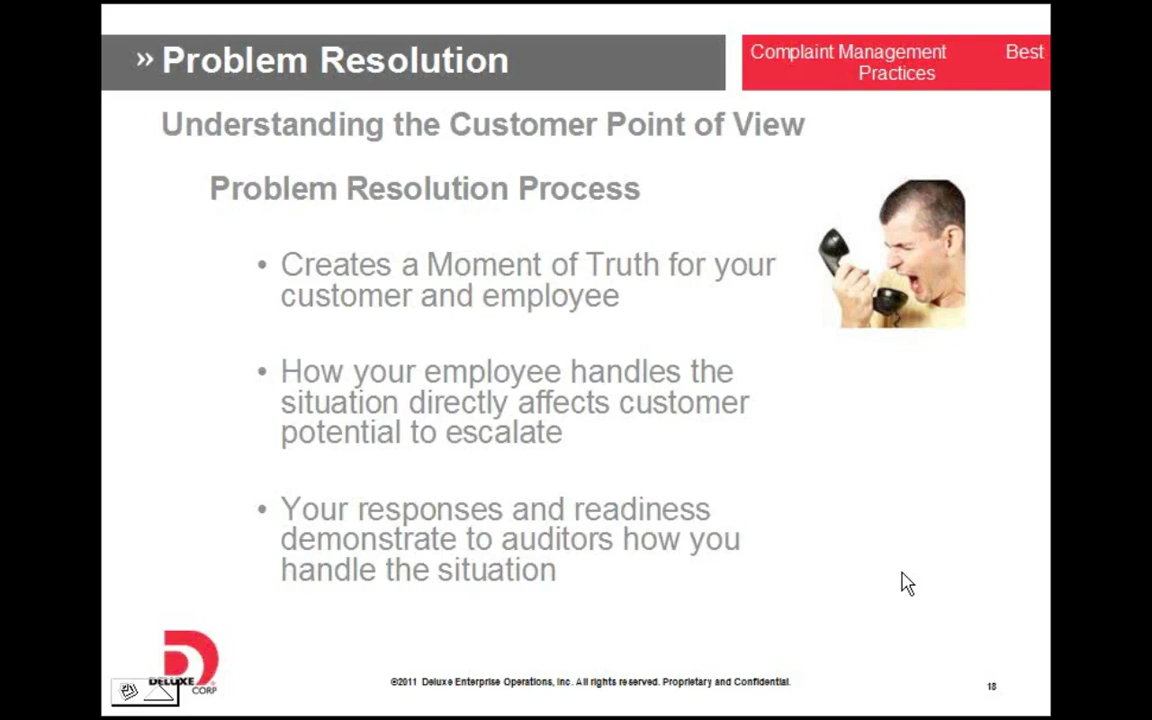 » Problem Resolution
Complaint Management Best
Practices
Understanding the Customer Point of View
Problem Resolution Process
• Creates a Moment of Truth for your
customer and employee
• How your employee handles the
situation directly affects customer
potential to escalate
• Your responses and readiness
demonstrate to auditors how you
handle the situation
DELUXE
CORP
©2011 Deluxe Enterprise Operations, Inc. All rights reserved. Proprietary and Confidential.
18